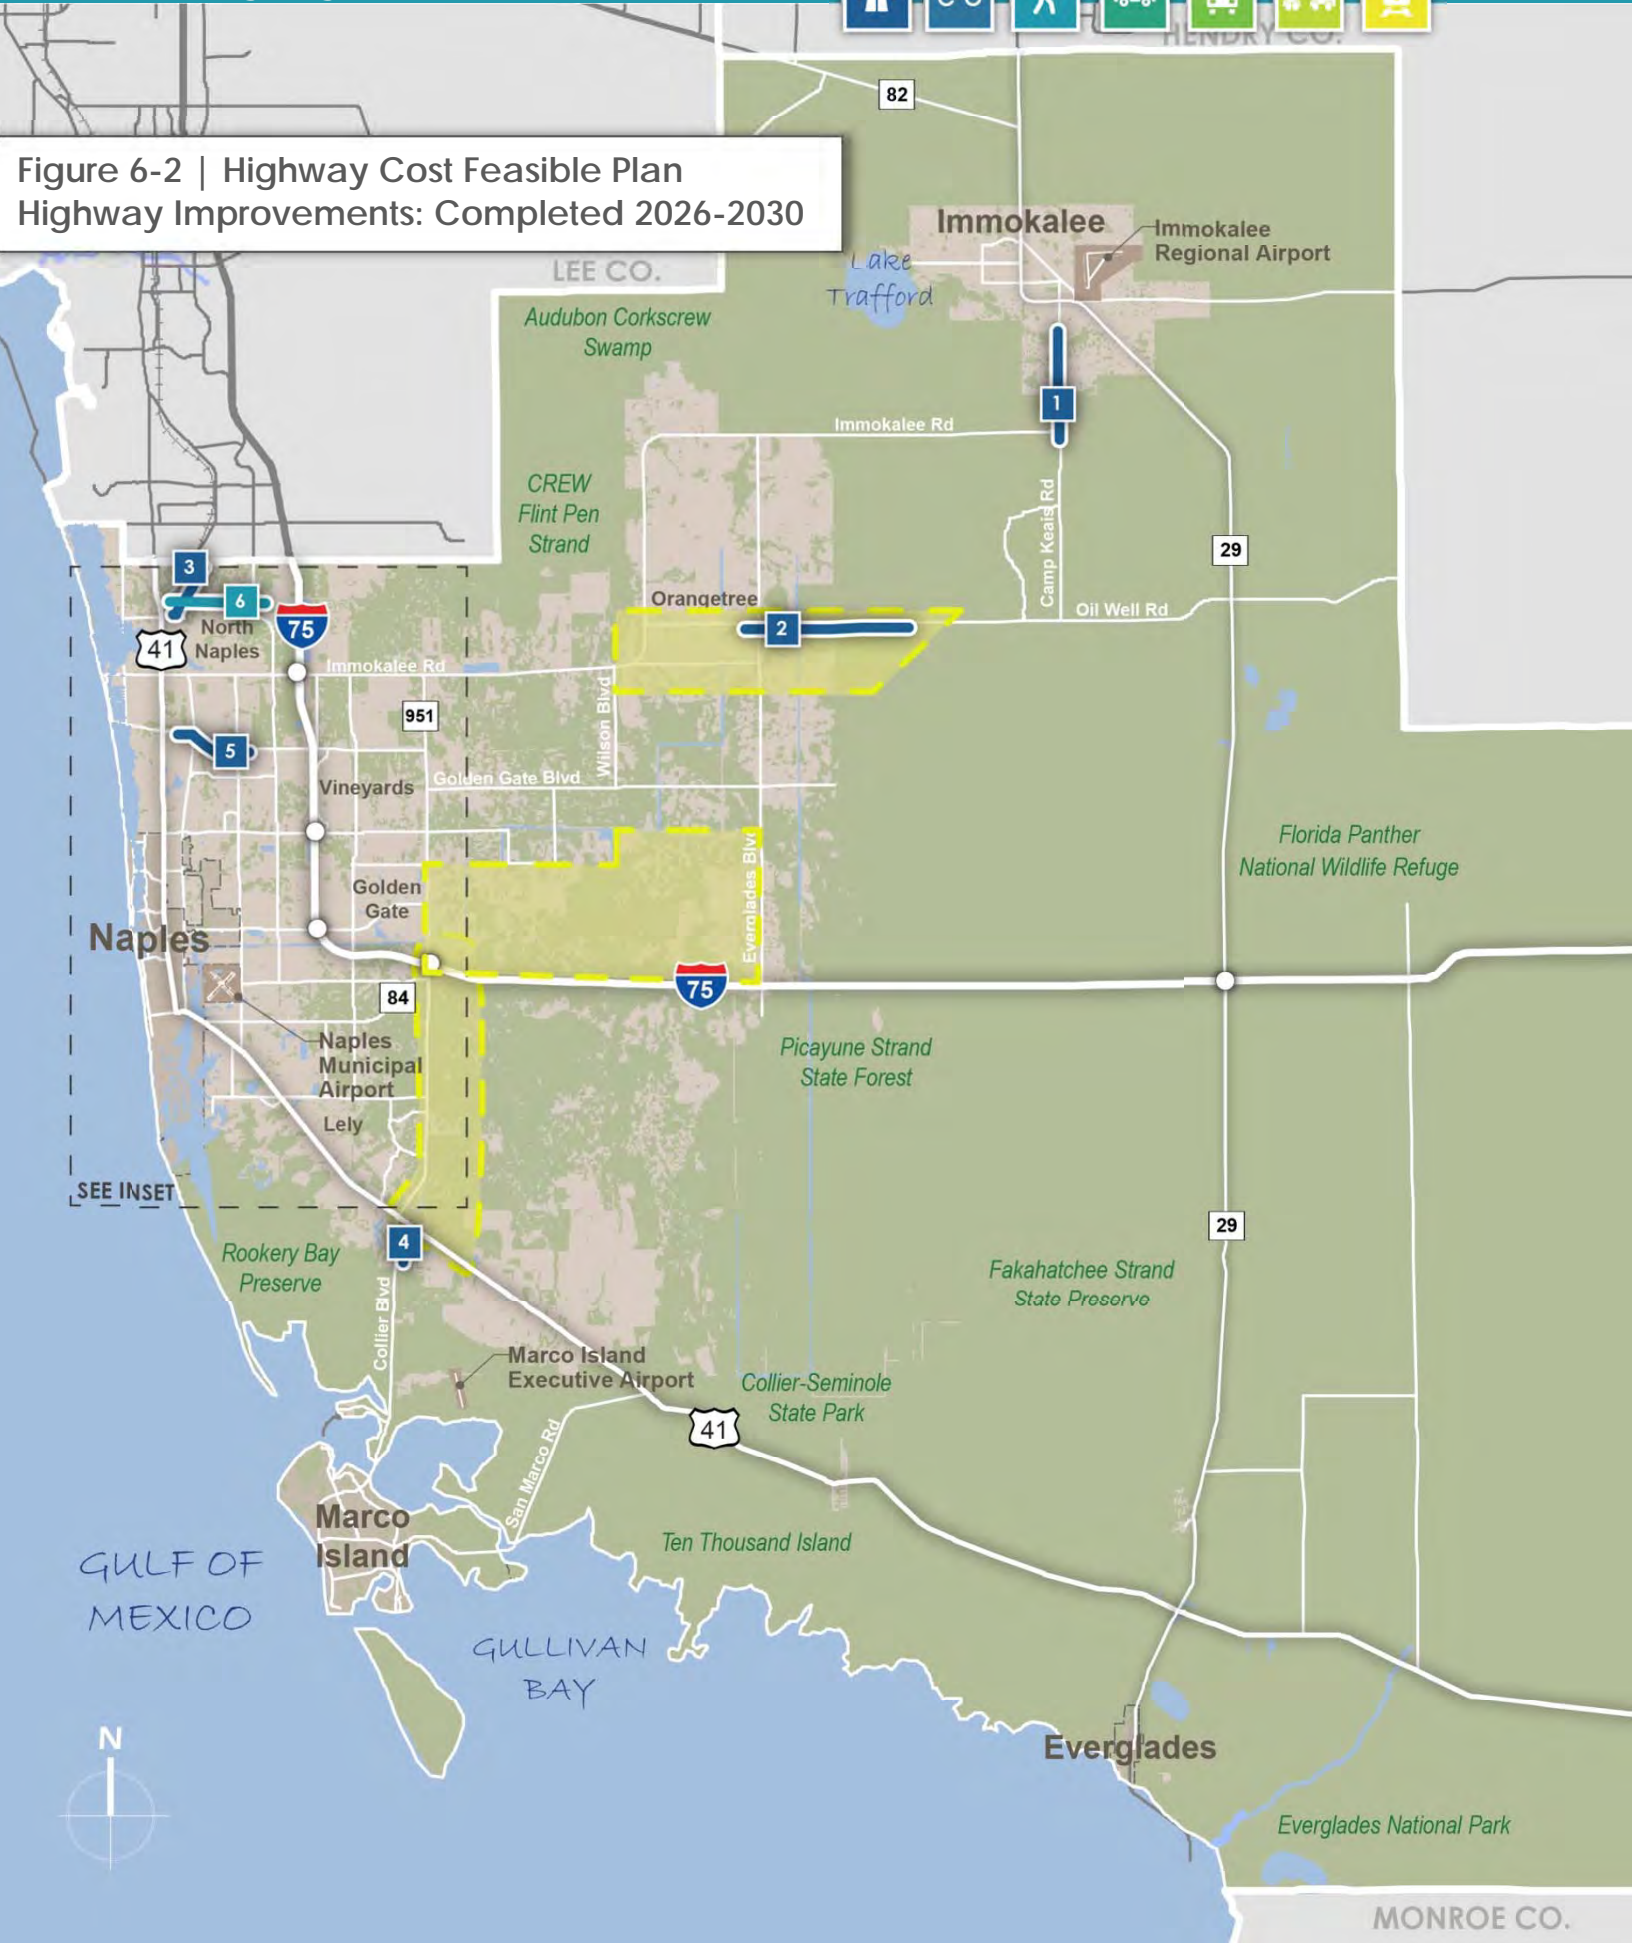 HENDRY CO.
82
Figure 6-2 | Highway Cost Feasible Plan
Highway Improvements: Completed 2026-2030
Immokalee
Immokalee
Regional Airport
LEE CO.
Lake
Trafford
Audubon Corkscrew
Swamp
1
Immokalee Rd
CREW
Flint Pen
Strand
Camp Keais Rd
29
3
6
Orangetree
Oil Well Rd
2
North
Naples
75
41
Immokalee Rd
951
Wilson Blvd
5
Vineyards
Golden Gate Blvd
Florida Panther
National Wildlife Refuge
Everglades Blvd
Golden
Gate
Naples
75
84
Naples
Municipal
Airport
Picayune Strand
State Forest
Lely
SEE INSET
29
4
Rookery Bay
Preserve
Fakahatchee Strand
State Preserve
Collier Blvd
Marco Island
Executive Airport
Collier-Seminole
State Park
41
San Marco Rd
Marco
Island
Ten Thousand Island
GULF OF
MEXICO
GULLIVAN
BAY
N
Everglades
Everglades National Park
MONROE CO.